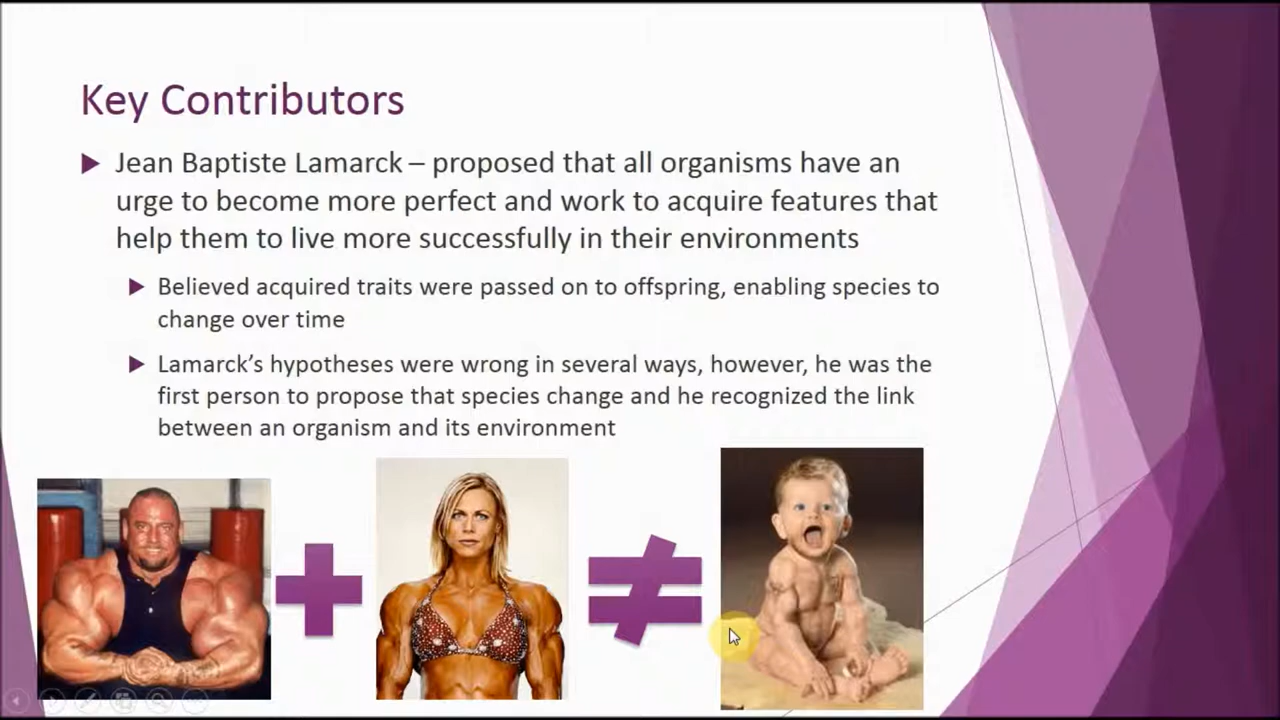 Key Contributors
Jean Baptiste Lamarck – proposed that all organisms have an
urge to become more perfect and work to acquire features that
help them to live more successfully in their environments
Believed acquired traits were passed on to offspring, enabling species to
change over time
Lamarck’s hypotheses were wrong in several ways, however, he was the
first person to propose that species change and he recognized the link
between an organism and its environment